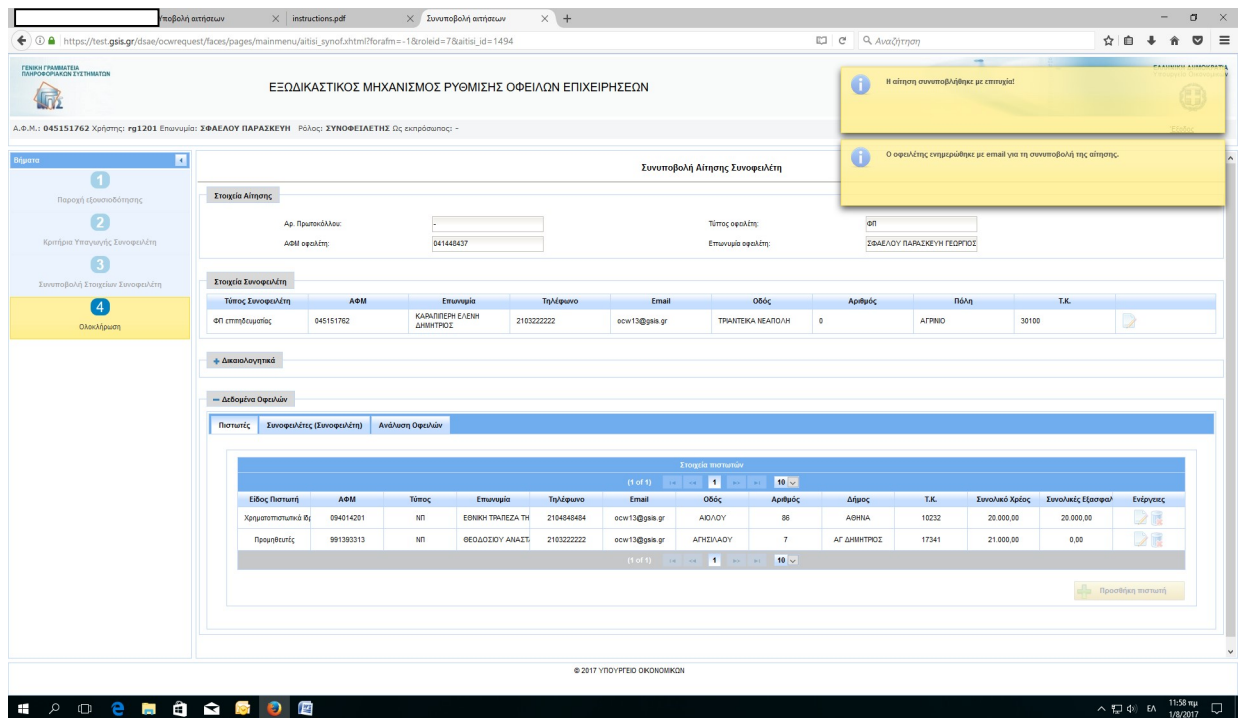 Υποβολή αιτήσεων
instructions.pdf
Συνυποβολή αιτήσεων
https://test.gsis.gr/dsae/ocwrequest/faces/pages/mainmenu/aitisi_synof.xhtml?forafm=-1&roleid=7&aitisi_id=1494
Αναζήτηση
ΓΕΝΙΚΗ ΓΡΑΜΜΑΤΕΙΑ
ΠΛΗΡΟΦΟΡΙΑΚΩΝ ΣΥΣΤΗΜΑΤΩΝ
ΕΞΩΔΙΚΑΣΤΙΚΟΣ ΜΗΧΑΝΙΣΜΟΣ ΡΥΘΜΙΣΗΣ ΟΦΕΙΛΩΝ ΕΠΙΧΕΙΡΗΣΕΩΝ
Η αίτηση συνυποβλήθηκε με επιτυχία!
Α.Φ.Μ.: 045151762 Χρήστης: rg1201 Επωνυμία: ΣΦΑΕΛΟΥ ΠΑΡΑΣΚΕΥΗ Ρόλος: ΣΥΝΟΦΕΙΛΕΤΗΣ Ως εκπρόσωπος: -
Έξοδος
Ο οφειλέτης ενημερώθηκε με email για τη συνυποβολή της αίτησης.
Βήματα
1
Παροχή εξουσιοδότησης
2
Κριτήρια Υπαγωγής Συνοφειλέτη
3
Συνυποβολή Στοιχείων Συνοφειλέτη
4
Ολοκλήρωση
Συνυποβολή Αίτησης Συνοφειλέτη
Στοιχεία Αίτησης
Αρ. Πρωτοκόλλου: - Τύπος οφειλέτη: ΦΠ
ΑΦΜ οφειλέτη: 041448437 Επωνυμία οφειλέτη: ΣΦΑΕΛΟΥ ΠΑΡΑΣΚΕΥΗ ΓΕΩΡΓΙΟΣ
Στοιχεία Συνοφειλέτη
Τύπος Συνοφειλέτη ΑΦΜ Επωνυμία Τηλέφωνο Email Οδός Αριθμός Πόλη Τ.Κ.
ΦΠ επιτηδευματίας 045151762 ΚΑΡΑΠΙΠΕΡΗ ΕΛΕΝΗ ΔΗΜΗΤΡΙΟΣ 2103222222 ocw13@gsis.gr ΤΡΙΑΝΤΕΙΚΑ ΝΕΑΠΟΛΗ 0 ΑΓΡΙΝΙΟ 30100
Δικαιολογητικά
Δεδομένα Οφειλών
Πιστωτές Συνοφειλέτες (Συνοφειλέτη) Ανάλυση Οφειλών
Στοιχεία πιστωτών
(1 of 1) 1 10
Είδος Πιστωτή ΑΦΜ Τύπος Επωνυμία Τηλέφωνο Email Οδός Αριθμός Δήμος Τ.Κ. Συνολικό Χρέος Συνολικές Εξασφαλ Ενέργειες
Χρηματοπιστωτικά Ιδρ 094014201 ΝΠ ΕΘΝΙΚΗ ΤΡΑΠΕΖΑ ΤΗ 2104848484 ocw13@gsis.gr ΑΙΟΛΟΥ 86 ΑΘΗΝΑ 10232 20.000,00 20.000,00
Προμηθευτές 991393313 ΝΠ ΘΕΟΔΟΣΙΟΥ ΑΝΑΣΤ 2103222222 ocw13@gsis.gr ΑΓΗΣΙΛΑΟΥ 7 ΑΓ ΔΗΜΗΤΡΙΟΣ 17341 21.000,00 0,00
(1 of 1) 1 10
Προσθήκη πιστωτή
© 2017 ΥΠΟΥΡΓΕΙΟ ΟΙΚΟΝΟΜΙΚΩΝ
ΕΛ
11:58 πμ
1/8/2017